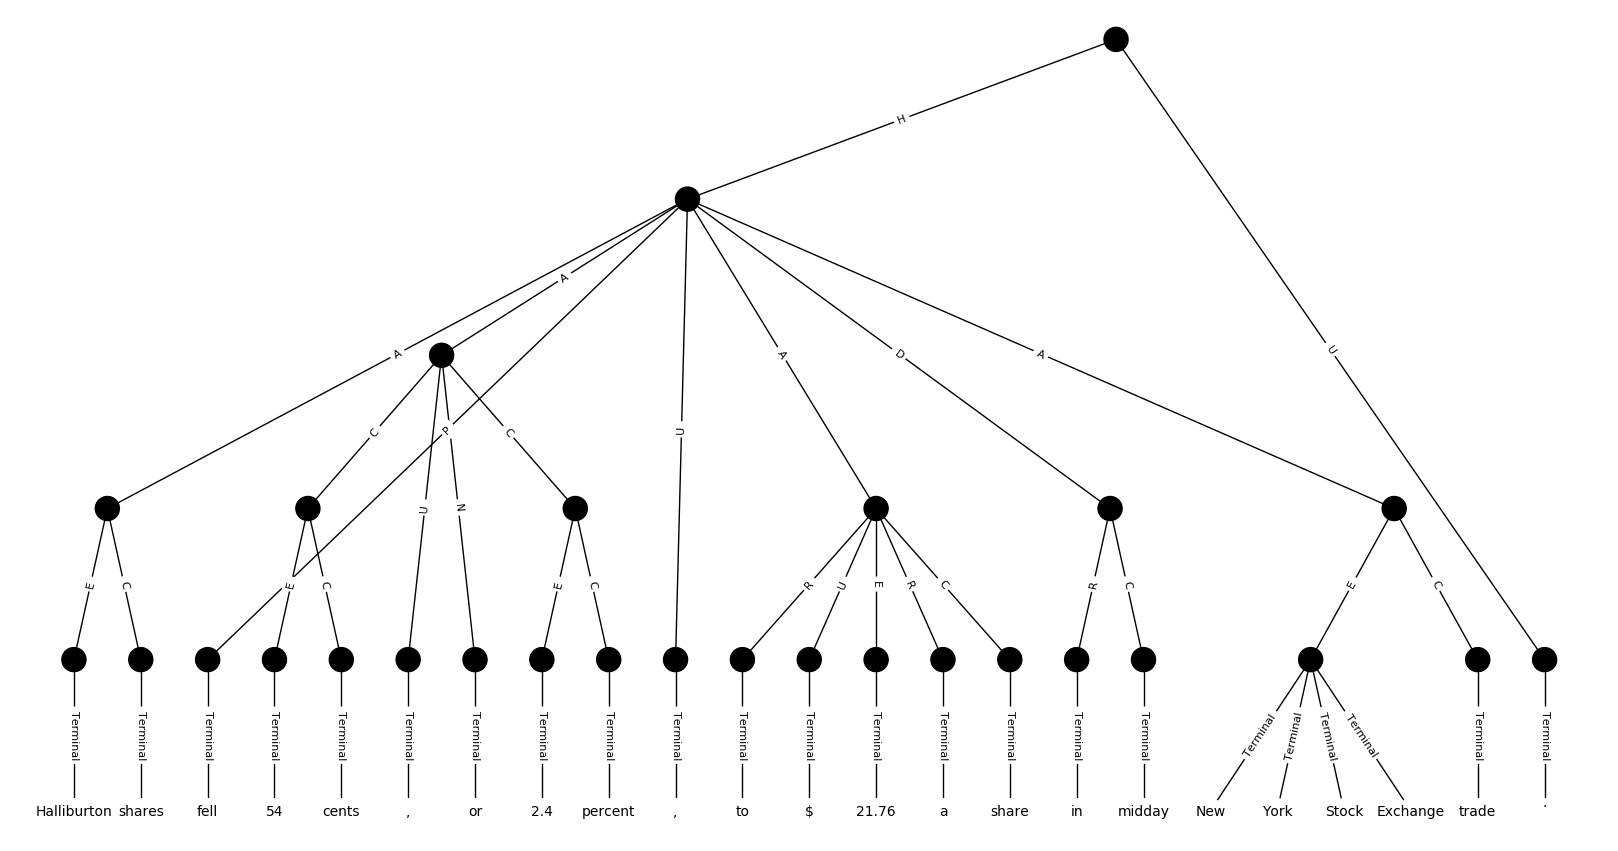 H
A
A
A
D
A
U
C
P
C
U
U
N
E
C
E
C
E
C
R
U
E
R
C
R
C
E
C
Terminal Terminal Terminal Terminal Terminal Terminal Terminal Terminal Terminal Terminal Terminal Terminal Terminal Terminal Terminal Terminal Terminal Terminal Terminal Terminal Terminal Terminal Terminal
Halliburton shares fell 54 cents , or 2.4 percent , to $ 21.76 a share in midday New York Stock Exchange trade .